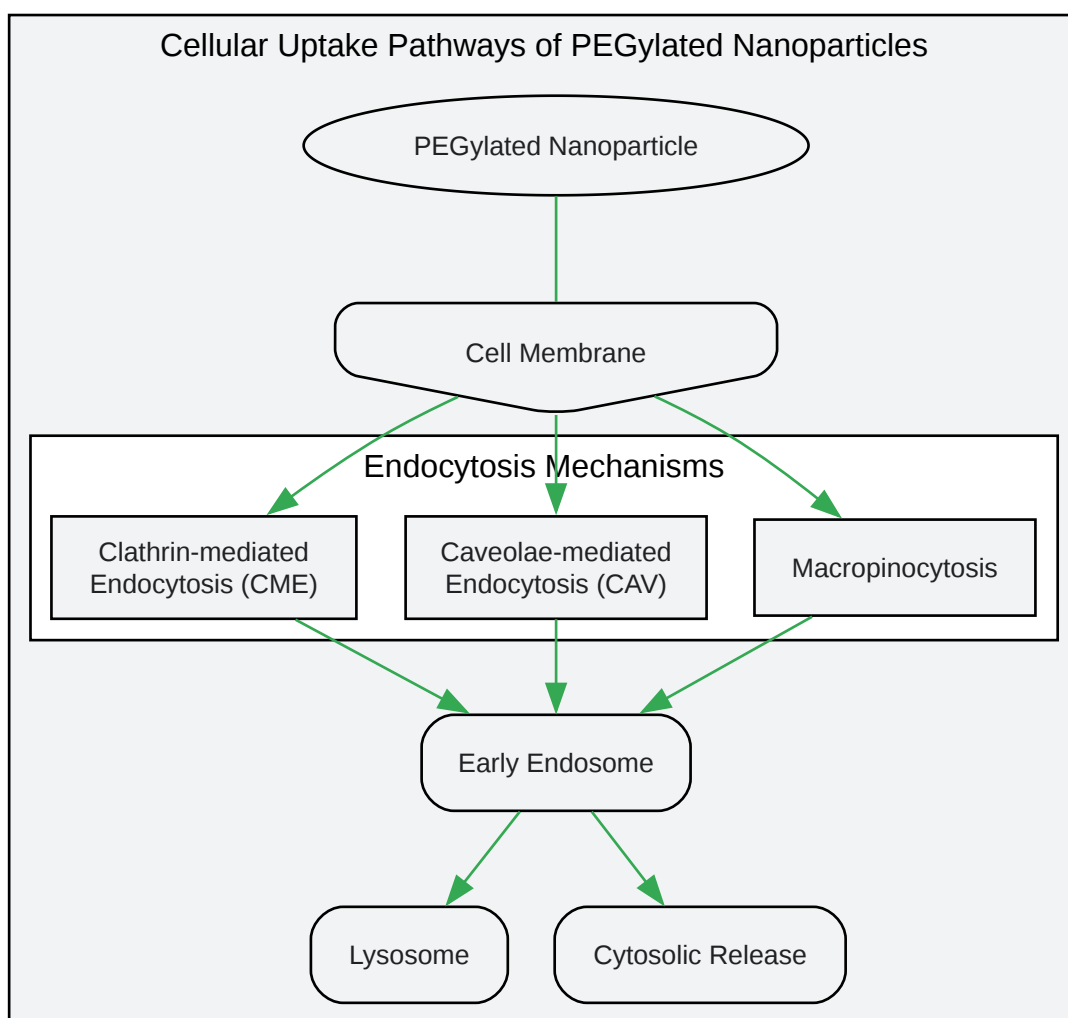 Cellular Uptake Pathways of PEGylated Nanoparticles
PEGylated Nanoparticle
Cell Membrane
Endocytosis Mechanisms
Clathrin-mediated
Endocytosis (CME)
Caveolae-mediated
Endocytosis (CAV)
Macropinocytosis
Early Endosome
Lysosome
Cytosolic Release